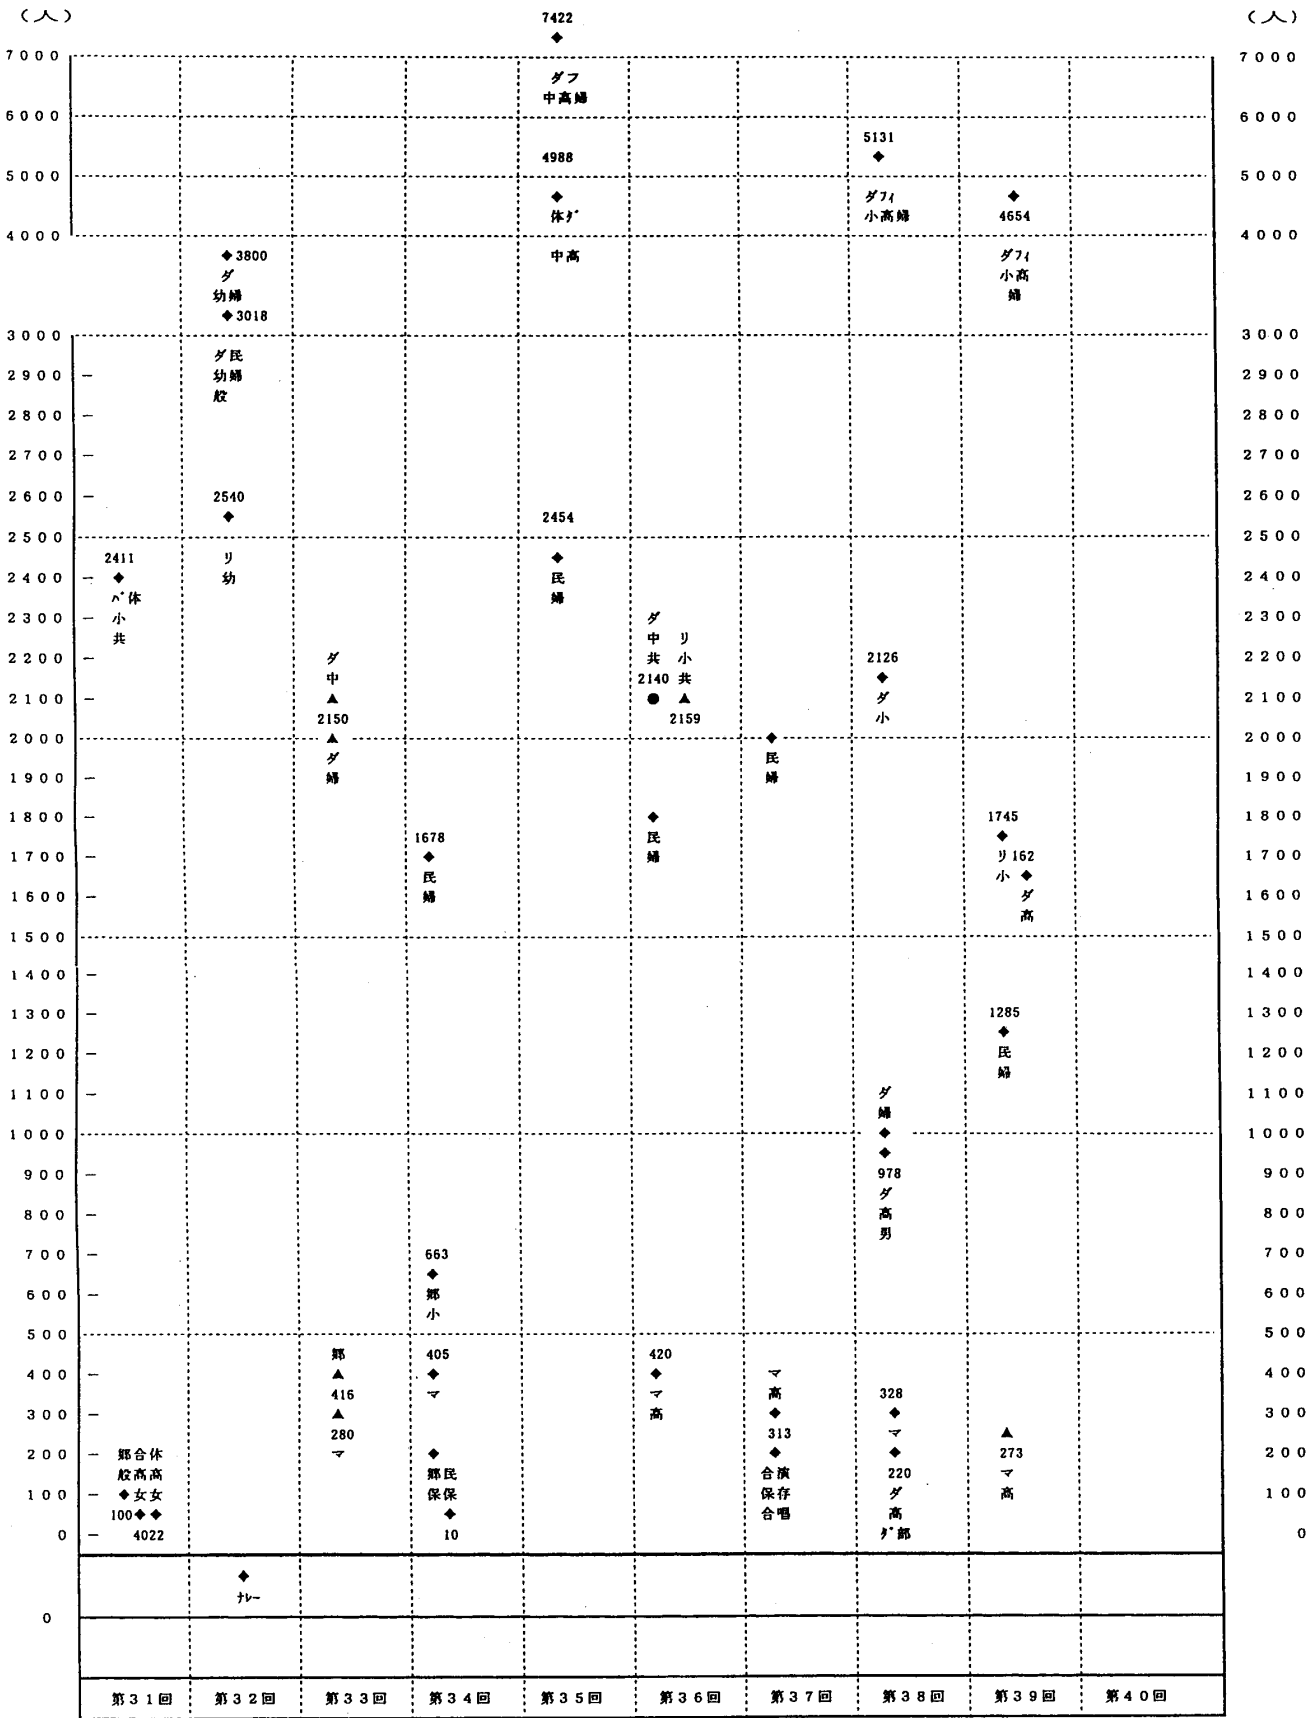 (人) 7422 (人)
7000 ◆ 7000
ダフ
中高婦
6000 6000
5131
4988 ◆
5000 5000
◆ ダフィ ◆
体ダ 小高婦 4654
4000 4000
◆3800 中高 ダフィ
ダ 小高
幼婦 婦
◆3018
3000 3000
ダ民
2900 幼婦 2900
般
2800 2800
2700 2700
2600 2540 2600
◆ 2454
2500 2500
2411 リ ◆
2400 ◆ 幼 民 2400
バ体 婦
2300 小 ダ 2300
共 中 リ
2200 ダ 共 小 2126 2200
中 2140 共 ◆
2100 ▲ ● ▲ ダ 2100
2150 2159 小
2000 ▲ ◆ 2000
ダ 民
1900 婦 婦 1900
1800 ◆ 1745 1800
1678 民 ◆
1700 ◆ 婦 リ162 1700
民 小 ◆
1600 婦 ダ 1600
高
1500 1500
1400 1400
1300 1285 1300
◆
1200 民 1200
婦
1100 ダ 1100
婦
1000 ◆ 1000
◆
900 978 900
ダ
800 高 800
男
700 663 700
◆
600 郷 600
小
500 500
郷 405 420 328
400 ▲ ◆ ◆ マ 400
416 マ マ 高 ◆
300 ▲ 高 ◆ マ ▲ 300
280 313 ◆ 273
200 郷合体 マ ◆ ◆ 220 マ 200
般高高 郷民 合演 ダ 高
100 ◆女女 保保 保存 高 100
100◆◆ ◆ 合唱 ダ部
0 4022 10 0
◆
ナレー
0
第31回 第32回 第33回 第34回 第35回 第36回 第37回 第38回 第39回 第40回